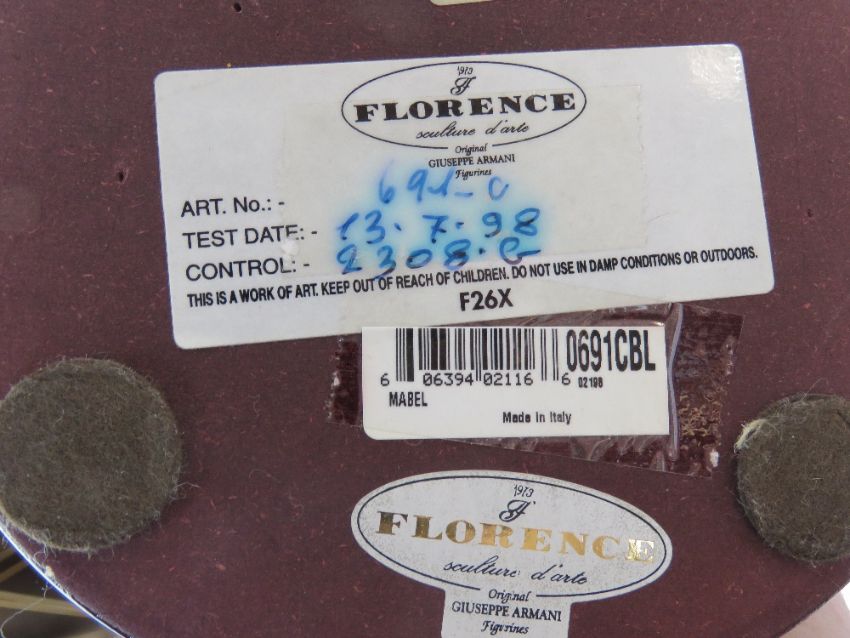 1973
FLORENCE
sculture d'arte
Original
GIUSEPPE ARMANI
Figurines
ART. No.: - 691-C
TEST DATE: - 13.7.98
CONTROL: - 2308.G
THIS IS A WORK OF ART. KEEP OUT OF REACH OF CHILDREN. DO NOT USE IN DAMP CONDITIONS OR OUTDOORS.
F26X
0691CBL
6 06394 02116 6 02198
MABEL
Made in Italy
1973
FLORENCE
sculture d'arte
Original
GIUSEPPE ARMANI
Figurines